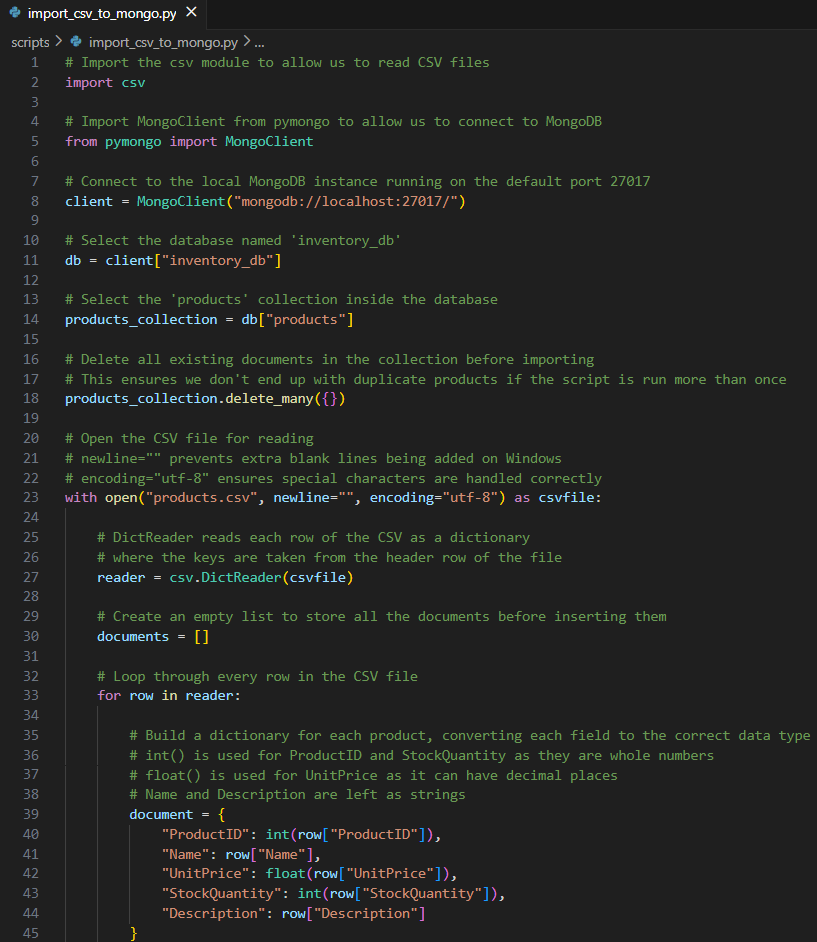 import_csv_to_mongo.py ×
scripts > import_csv_to_mongo.py > ...
1 # Import the csv module to allow us to read CSV files
2 import csv
3
4 # Import MongoClient from pymongo to allow us to connect to MongoDB
5 from pymongo import MongoClient
6
7 # Connect to the local MongoDB instance running on the default port 27017
8 client = MongoClient("mongodb://localhost:27017/")
9
10 # Select the database named 'inventory_db'
11 db = client["inventory_db"]
12
13 # Select the 'products' collection inside the database
14 products_collection = db["products"]
15
16 # Delete all existing documents in the collection before importing
17 # This ensures we don't end up with duplicate products if the script is run more than once
18 products_collection.delete_many({})
19
20 # Open the CSV file for reading
21 # newline="" prevents extra blank lines being added on Windows
22 # encoding="utf-8" ensures special characters are handled correctly
23 with open("products.csv", newline="", encoding="utf-8") as csvfile:
24
25     # DictReader reads each row of the CSV as a dictionary
26     # where the keys are taken from the header row of the file
27     reader = csv.DictReader(csvfile)
28
29     # Create an empty list to store all the documents before inserting them
30     documents = []
31
32     # Loop through every row in the CSV file
33     for row in reader:
34
35         # Build a dictionary for each product, converting each field to the correct data type
36         # int() is used for ProductID and StockQuantity as they are whole numbers
37         # float() is used for UnitPrice as it can have decimal places
38         # Name and Description are left as strings
39         document = {
40             "ProductID": int(row["ProductID"]),
41             "Name": row["Name"],
42             "UnitPrice": float(row["UnitPrice"]),
43             "StockQuantity": int(row["StockQuantity"]),
44             "Description": row["Description"]
45         }